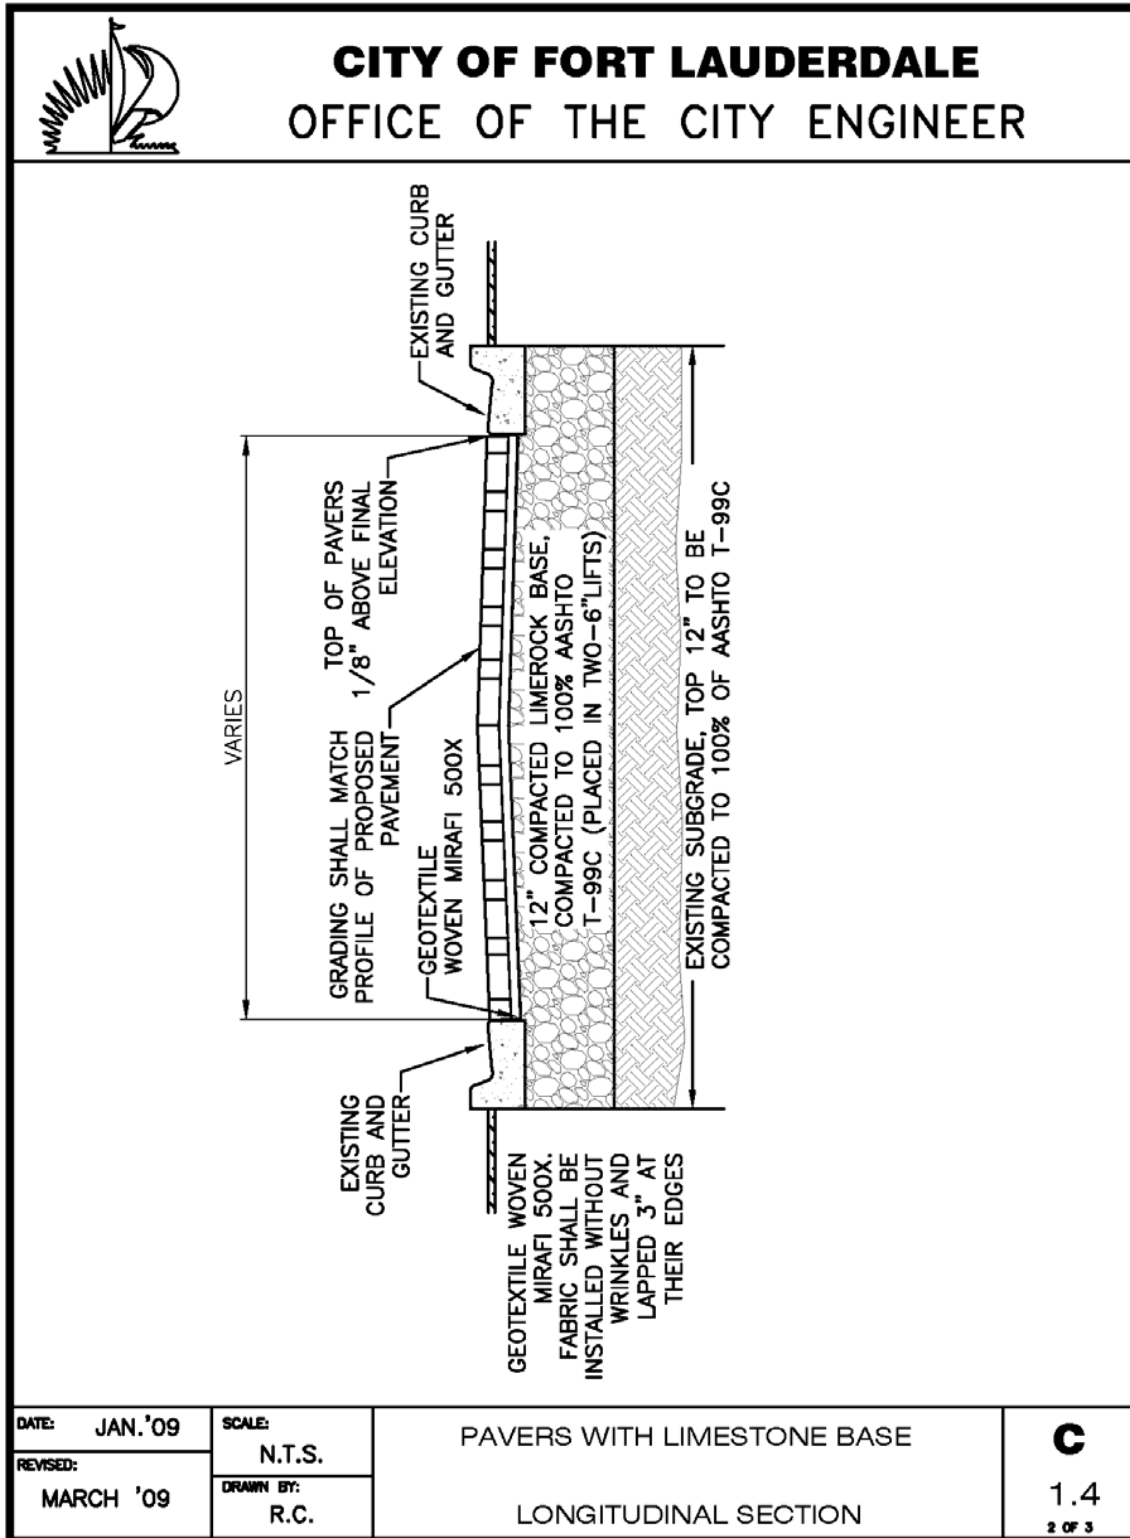 CITY OF FORT LAUDERDALE
OFFICE OF THE CITY ENGINEER
EXISTING CURB
AND GUTTER
VARIES
TOP OF PAVERS
1/8" ABOVE FINAL
ELEVATION
GRADING SHALL MATCH
PROFILE OF PROPOSED
PAVEMENT
GEOTEXTILE
WOVEN MIRAFI 500X
12" COMPACTED LIMEROCK BASE,
COMPACTED TO 100% AASHTO
T-99C (PLACED IN TWO-6"LIFTS)
EXISTING SUBGRADE, TOP 12" TO BE
COMPACTED TO 100% OF AASHTO T-99C
EXISTING
CURB AND
GUTTER
GEOTEXTILE WOVEN
MIRAFI 500X.
FABRIC SHALL BE
INSTALLED WITHOUT
WRINKLES AND
LAPPED 3" AT
THEIR EDGES
DATE: JAN.'09
REVISED:
MARCH '09
SCALE:
N.T.S.
DRAWN BY:
R.C.
PAVERS WITH LIMESTONE BASE
LONGITUDINAL SECTION
C
1.4
2 OF 3